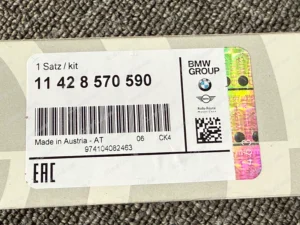 1 Satz / kit
11 42 8 570 590
BMW
GROUP
Made in Austria - AT 06 CK4
974104082463
EAC